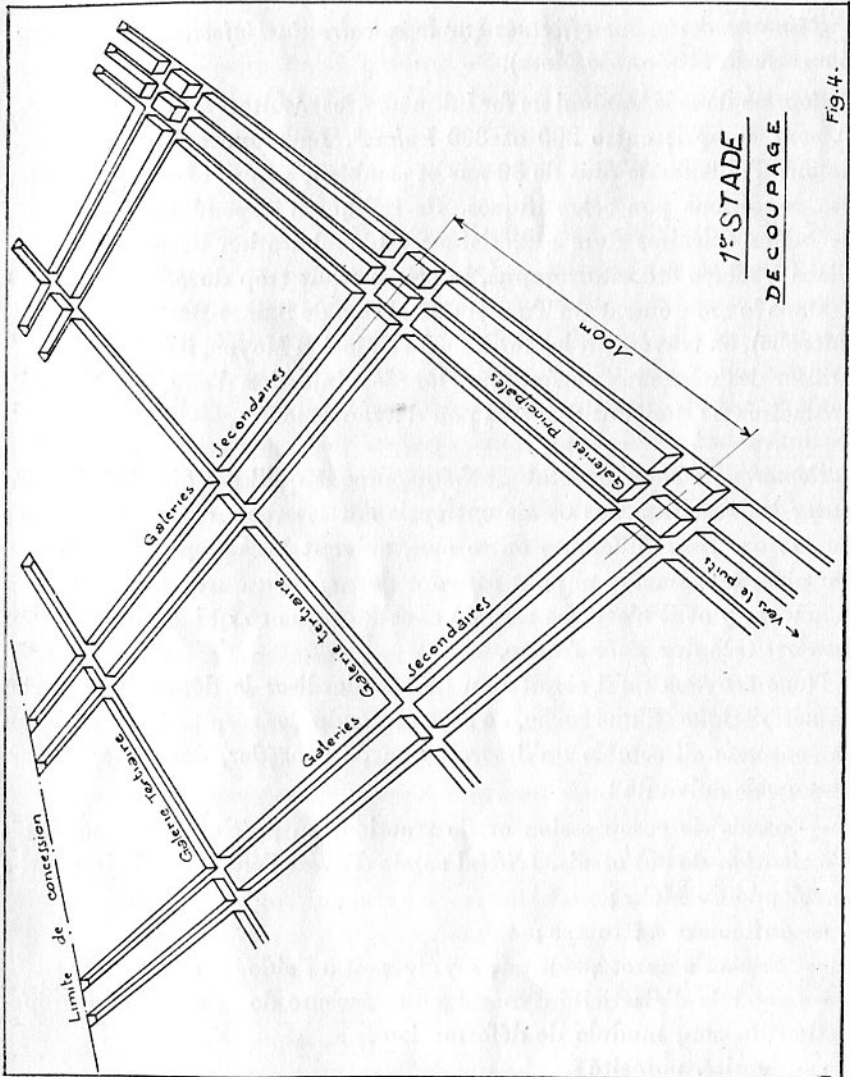 Limite de concession
Galeries Secondaires
Galerie Tertiaire
Galerie tertiaire
Galeries Secondaires
Galeries Principales
100m
← Vers le puits
1er STADE
DECOUPAGE
Fig.4.